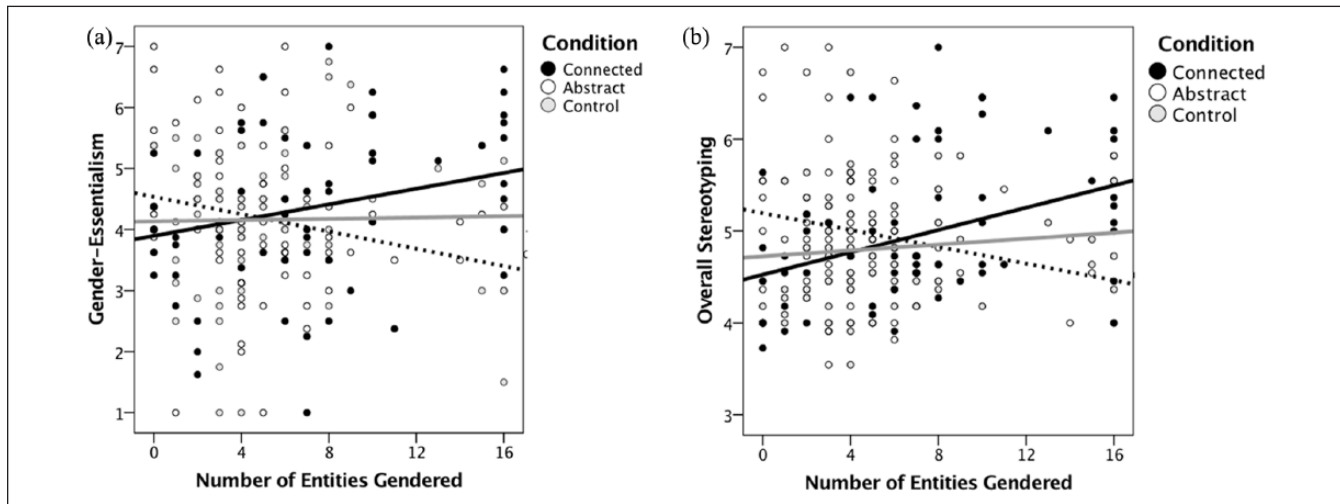 (a)
Gender-Essentialism
7
6
5
4
3
2
1
0 4 8 12 16
Number of Entities Gendered
Condition
Connected
Abstract
Control
(b)
Overall Stereotyping
7
6
5
4
3
0 4 8 12 16
Number of Entities Gendered
Condition
Connected
Abstract
Control